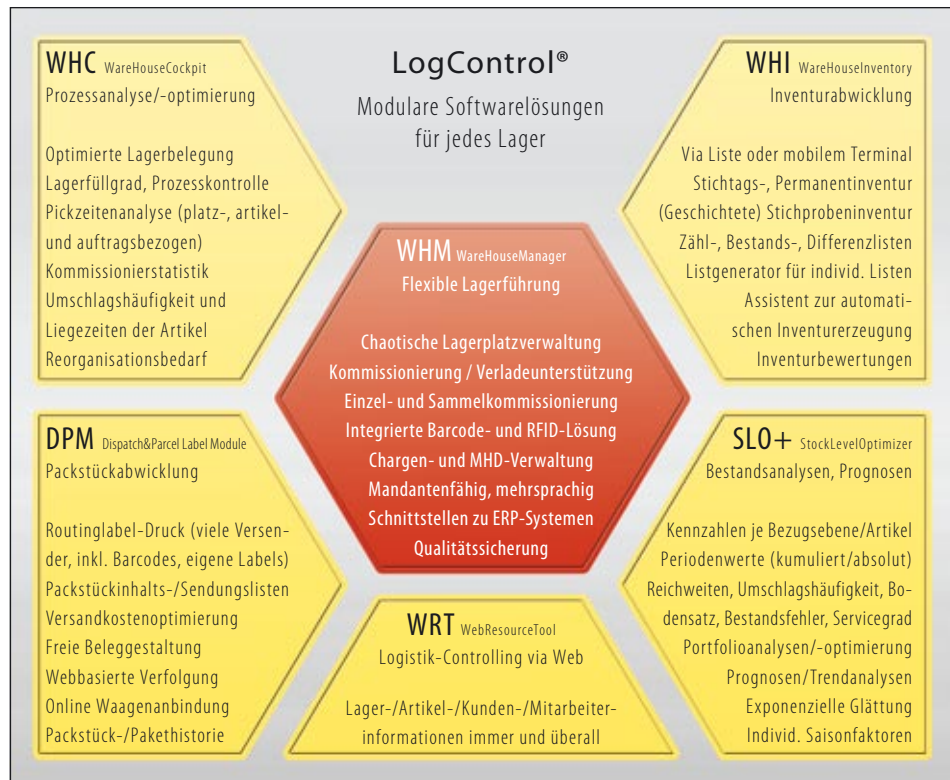 LogControl®
Modulare Softwarelösungen
für jedes Lager
WHC WareHouseCockpit
Prozessanalyse/-optimierung
Optimierte Lagerbelegung
Lagerfüllgrad, Prozesskontrolle
Pickzeitenanalyse (platz-, artikel-
und auftragsbezogen)
Kommissionierstatistik
Umschlagshäufigkeit und
Liegezeiten der Artikel
Reorganisationsbedarf
WHI WareHouseInventory
Inventurabwicklung
Via Liste oder mobilem Terminal
Stichtags-, Permanentinventur
(Geschichtete) Stichprobeninventur
Zähl-, Bestands-, Differenzlisten
Listgenerator für individ. Listen
Assistent zur automati-
schen Inventurerzeugung
Inventurbewertungen
WHM WareHouseManager
Flexible Lagerführung
Chaotische Lagerplatzverwaltung
Kommissionierung / Verladeunterstützung
Einzel- und Sammelkommissionierung
Integrierte Barcode- und RFID-Lösung
Chargen- und MHD-Verwaltung
Mandantenfähig, mehrsprachig
Schnittstellen zu ERP-Systemen
Qualitätssicherung
DPM Dispatch&Parcel Label Module
Packstückabwicklung
Routinglabel-Druck (viele Versen-
der, inkl. Barcodes, eigene Labels)
Packstückinhalts-/Sendungslisten
Versandkostenoptimierung
Freie Beleggestaltung
Webbasierte Verfolgung
Online Waagenanbindung
Packstück-/Pakethistorie
SLO+ StockLevelOptimizer
Bestandsanalysen, Prognosen
Kennzahlen je Bezugsebene/Artikel
Periodenwerte (kumuliert/absolut)
Reichweiten, Umschlagshäufigkeit, Bo-
densatz, Bestandsfehler, Servicegrad
Portfolioanalysen/-optimierung
Prognosen/Trendanalysen
Exponenzielle Glättung
Individ. Saisonfaktoren
WRT WebResourceTool
Logistik-Controlling via Web
Lager-/Artikel-/Kunden-/Mitarbeiter-
informationen immer und überall